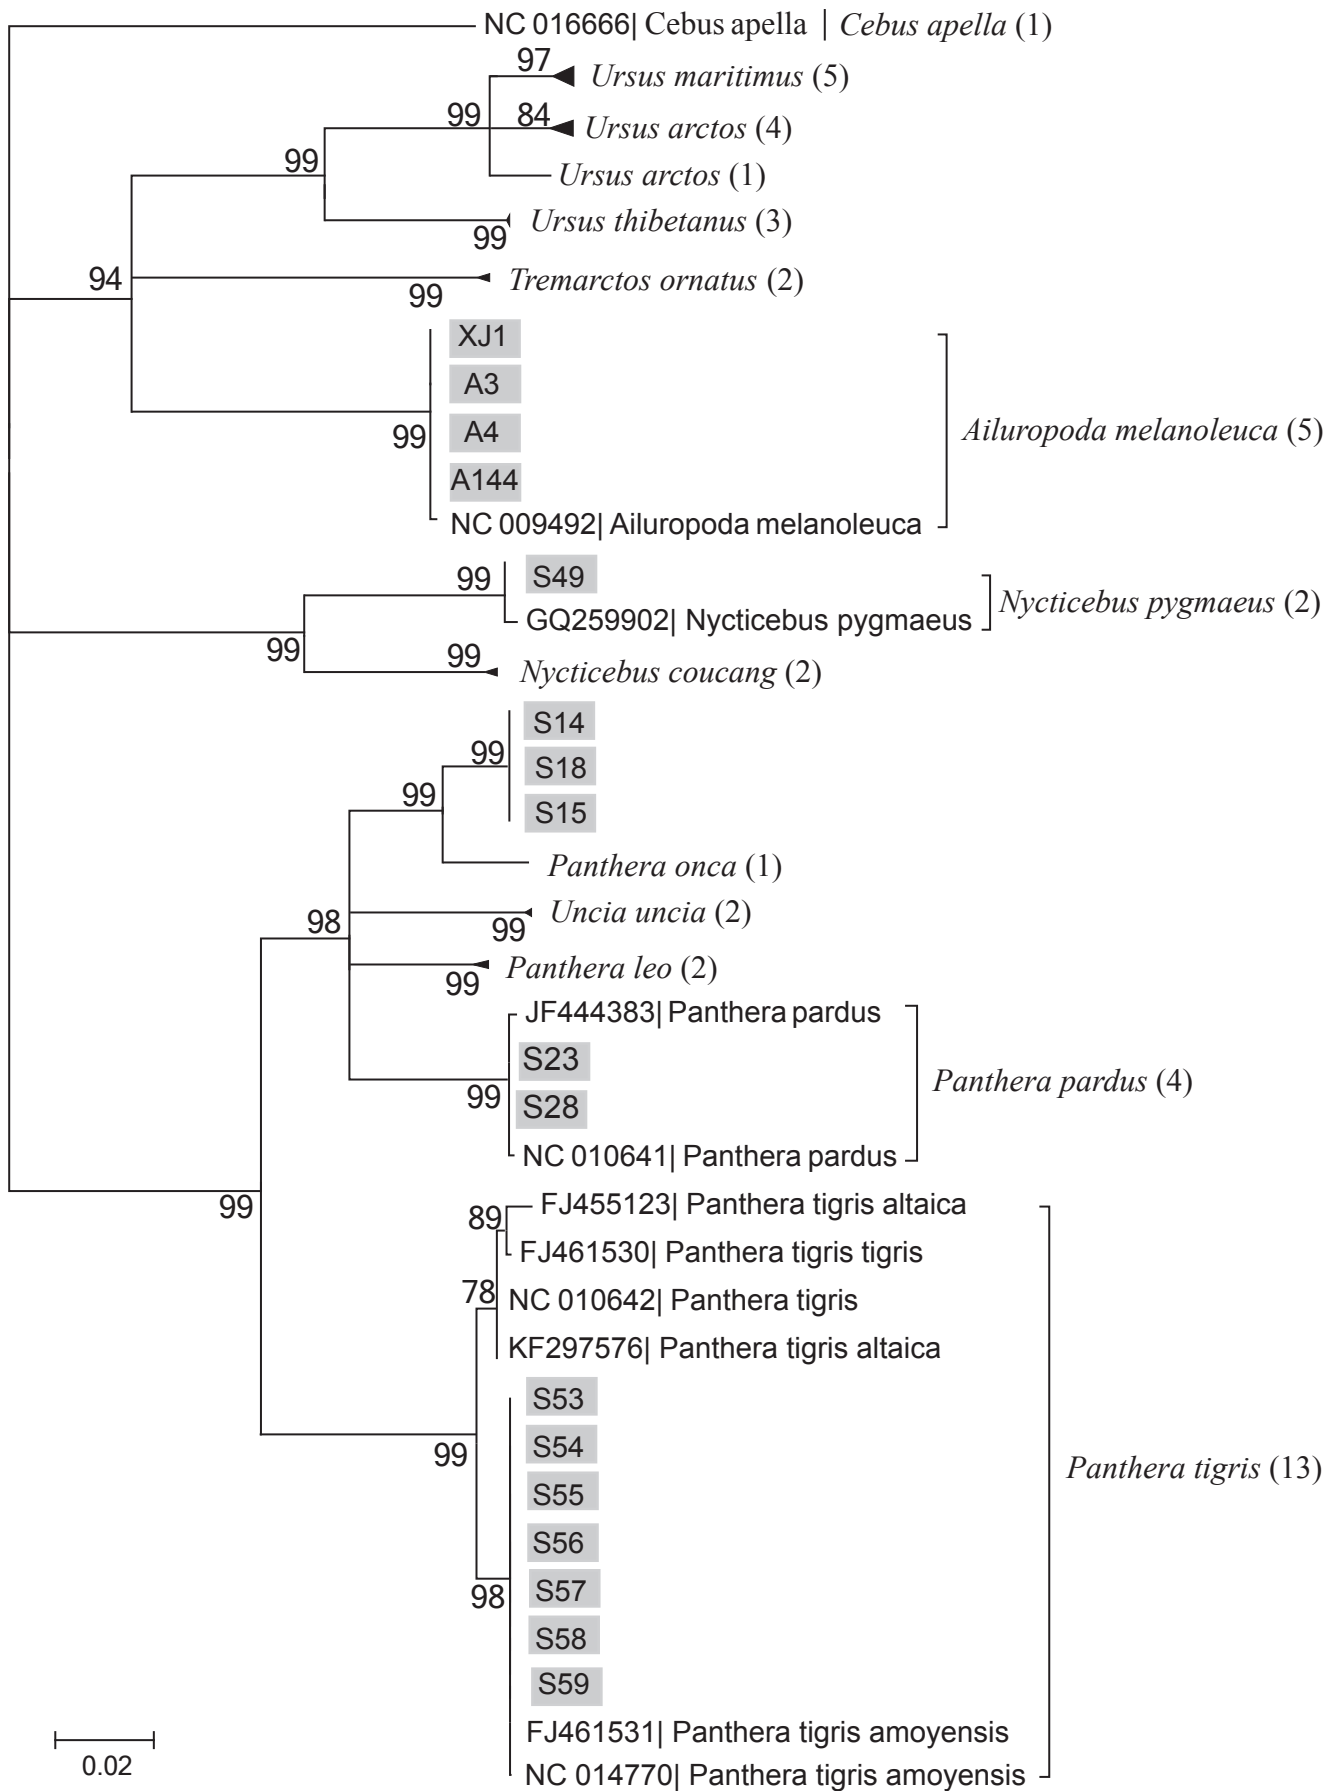 NC 016666| Cebus apella | Cebus apella (1)
97
Ursus maritimus (5)
99
84
Ursus arctos (4)
99
Ursus arctos (1)
Ursus thibetanus (3)
99
94
Tremarctos ornatus (2)
99
XJ1
A3
A4
99
Ailuropoda melanoleuca (5)
A144
NC 009492| Ailuropoda melanoleuca
99
S49
GQ259902| Nycticebus pygmaeus
Nycticebus pygmaeus (2)
99
99
Nycticebus coucang (2)
S14
99
S18
99
S15
Panthera onca (1)
98
Uncia uncia (2)
99
Panthera leo (2)
99
JF444383| Panthera pardus
S23
99
S28
Panthera pardus (4)
NC 010641| Panthera pardus
99
89
FJ455123| Panthera tigris altaica
FJ461530| Panthera tigris tigris
78
NC 010642| Panthera tigris
KF297576| Panthera tigris altaica
S53
99
S54
Panthera tigris (13)
S55
S56
98
S57
S58
S59
FJ461531| Panthera tigris amoyensis
0.02
NC 014770| Panthera tigris amoyensis